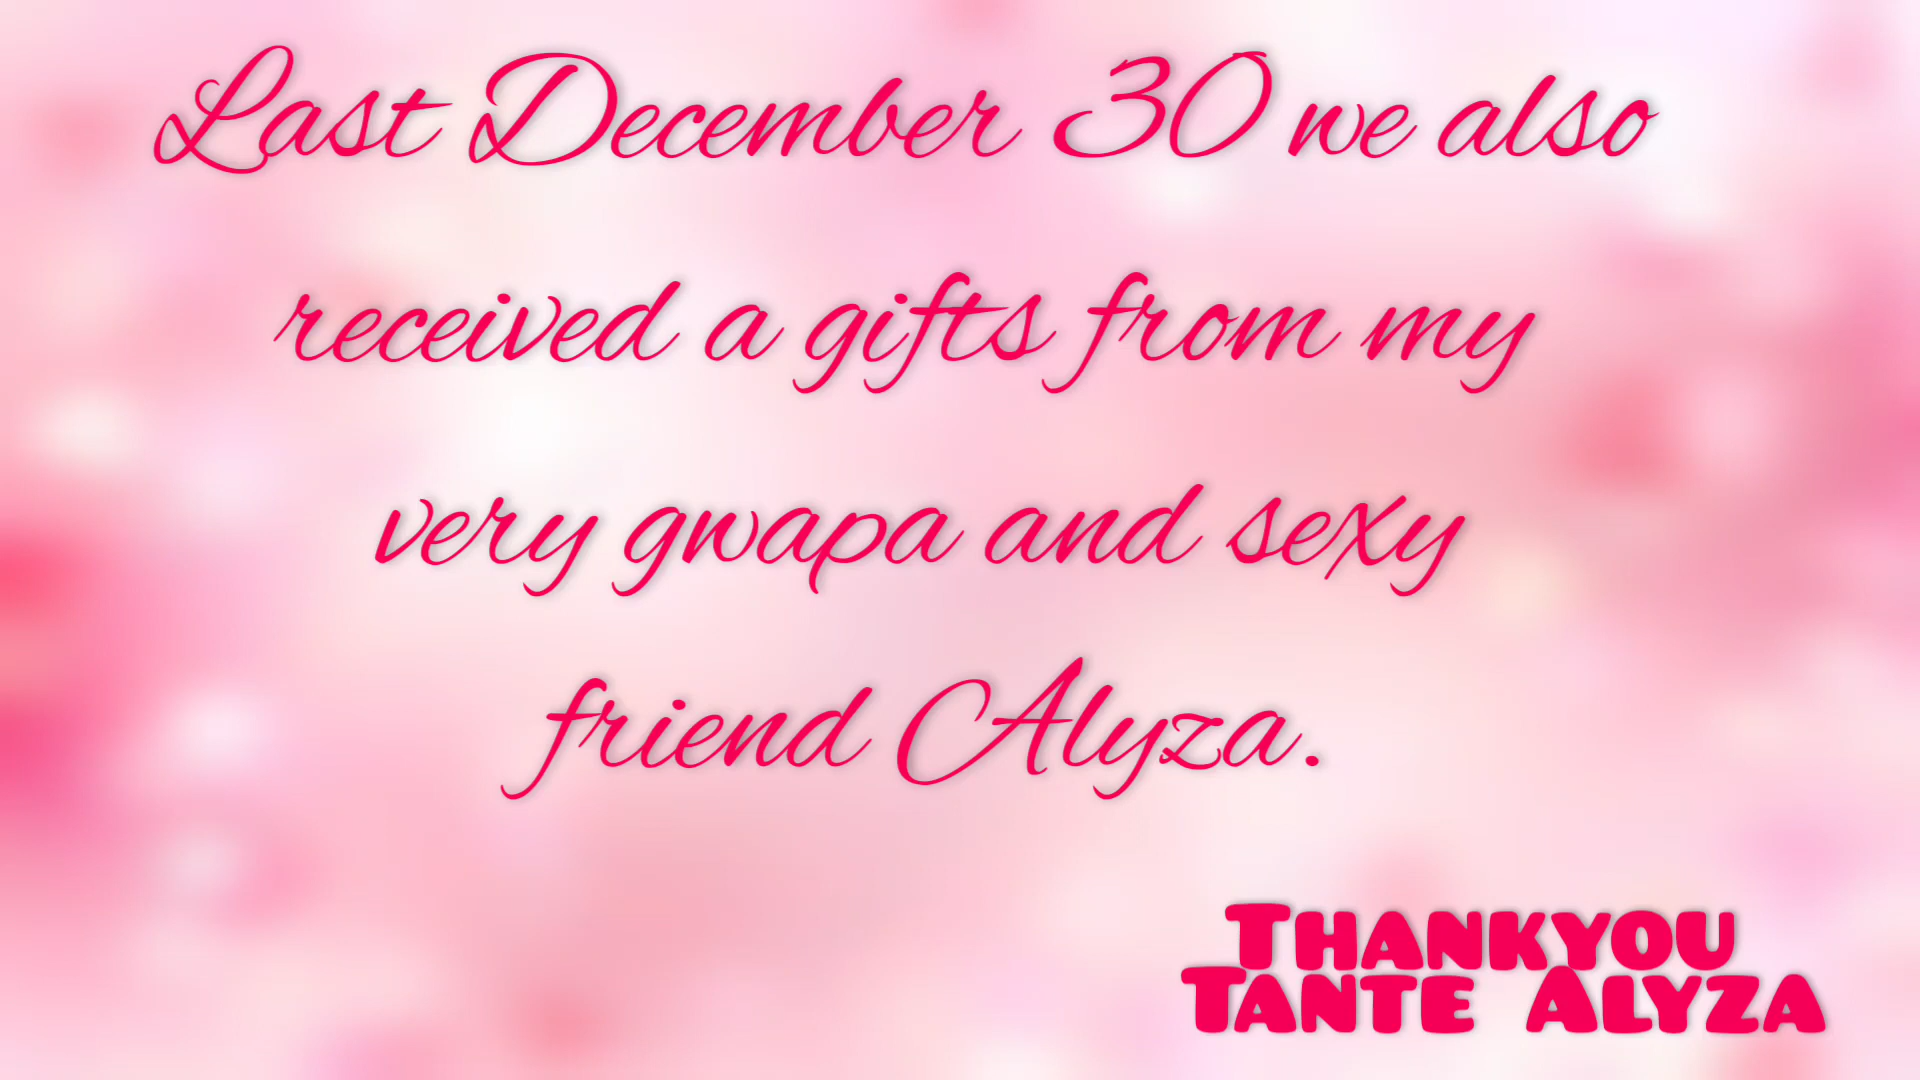 Last December 30 we also
received a gifts from my
very gwapa and sexy
friend Alyza.
THANKYOU
TANTE ALYZA